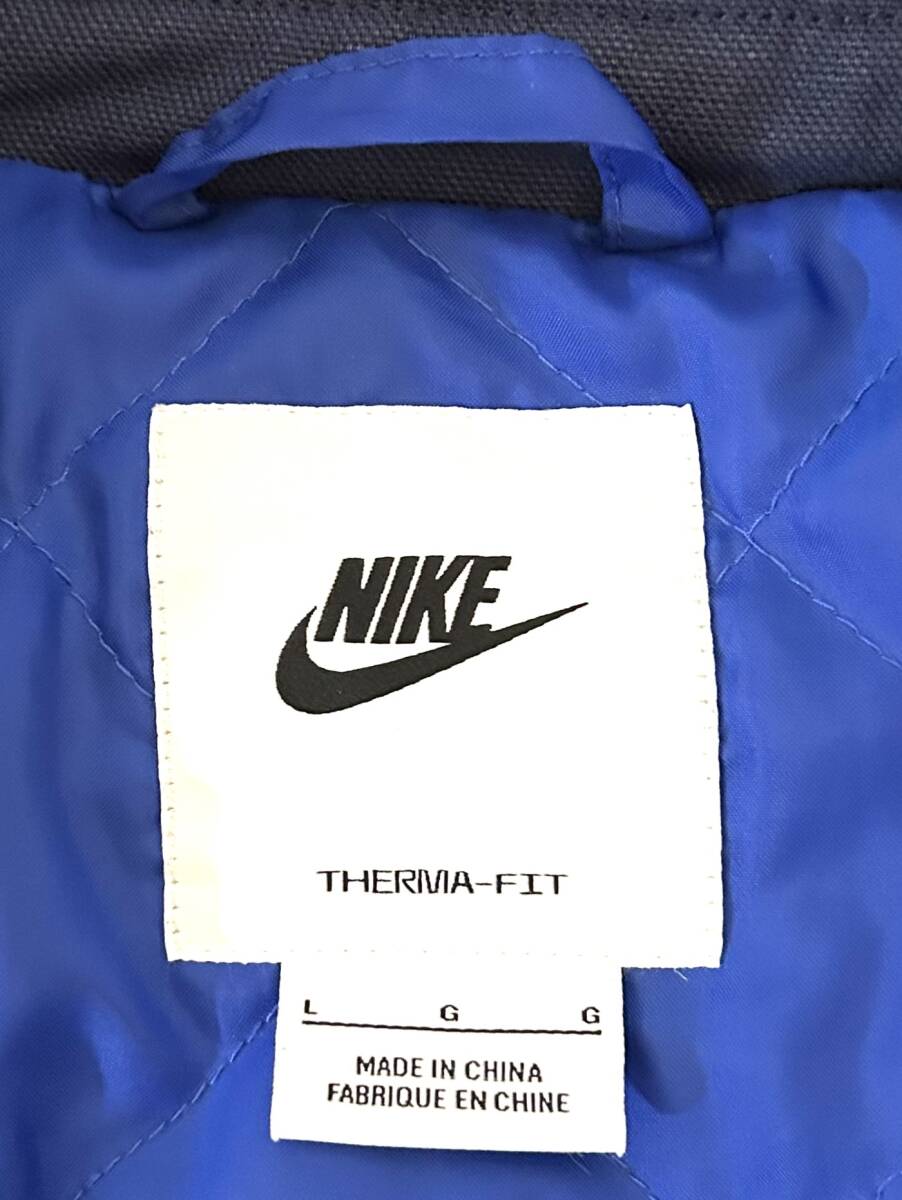 NIKE
THERMA-FIT
L G G
MADE IN CHINA
FABRIQUE EN CHINE